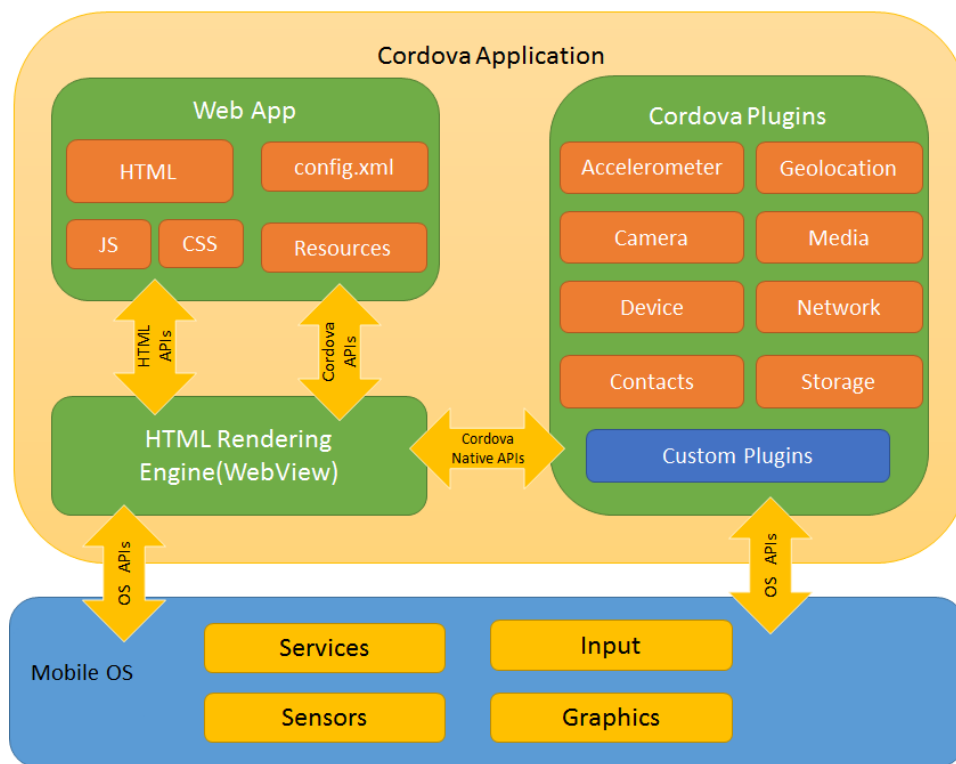 Cordova Application
Web App
HTML
config.xml
JS
CSS
Resources
HTML
APIs
Cordova
APIs
HTML Rendering
Engine(WebView)
Cordova
Native APIs
Cordova Plugins
Accelerometer
Geolocation
Camera
Media
Device
Network
Contacts
Storage
Custom Plugins
OS APIs
OS APIs
Mobile OS
Services
Input
Sensors
Graphics